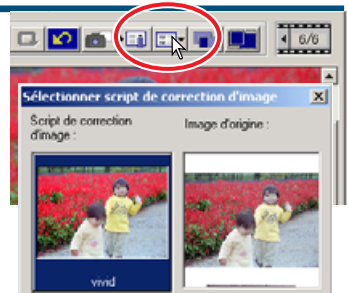 6/6
Sélectionner script de correction d'image
Script de correction
d'image :
Image d'origine :
vivid